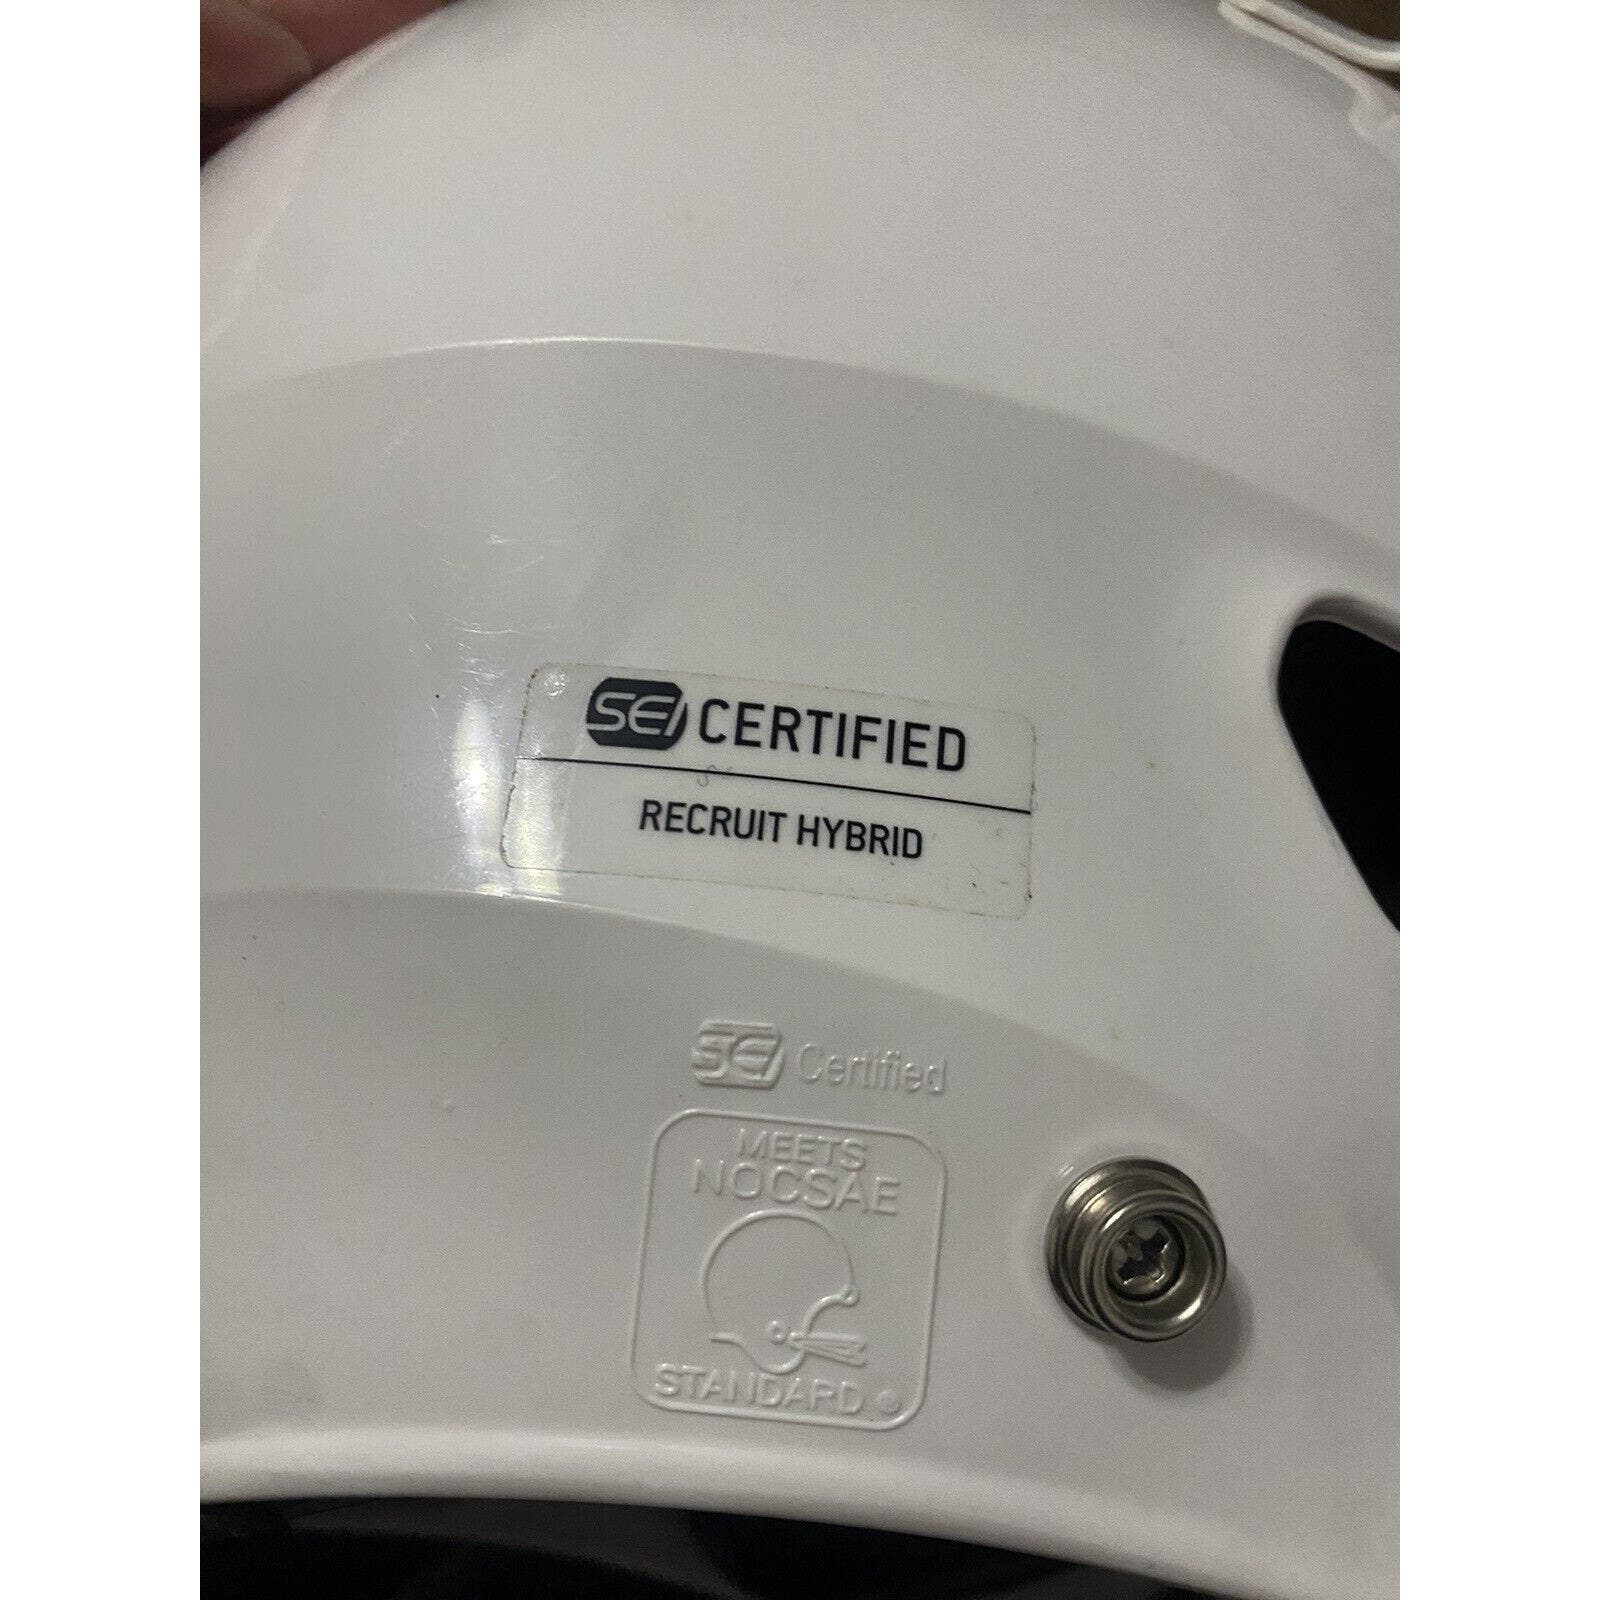 SEI CERTIFIED
RECRUIT HYBRID
SEI Certified
MEETS
NOCSAE
STANDARD ®